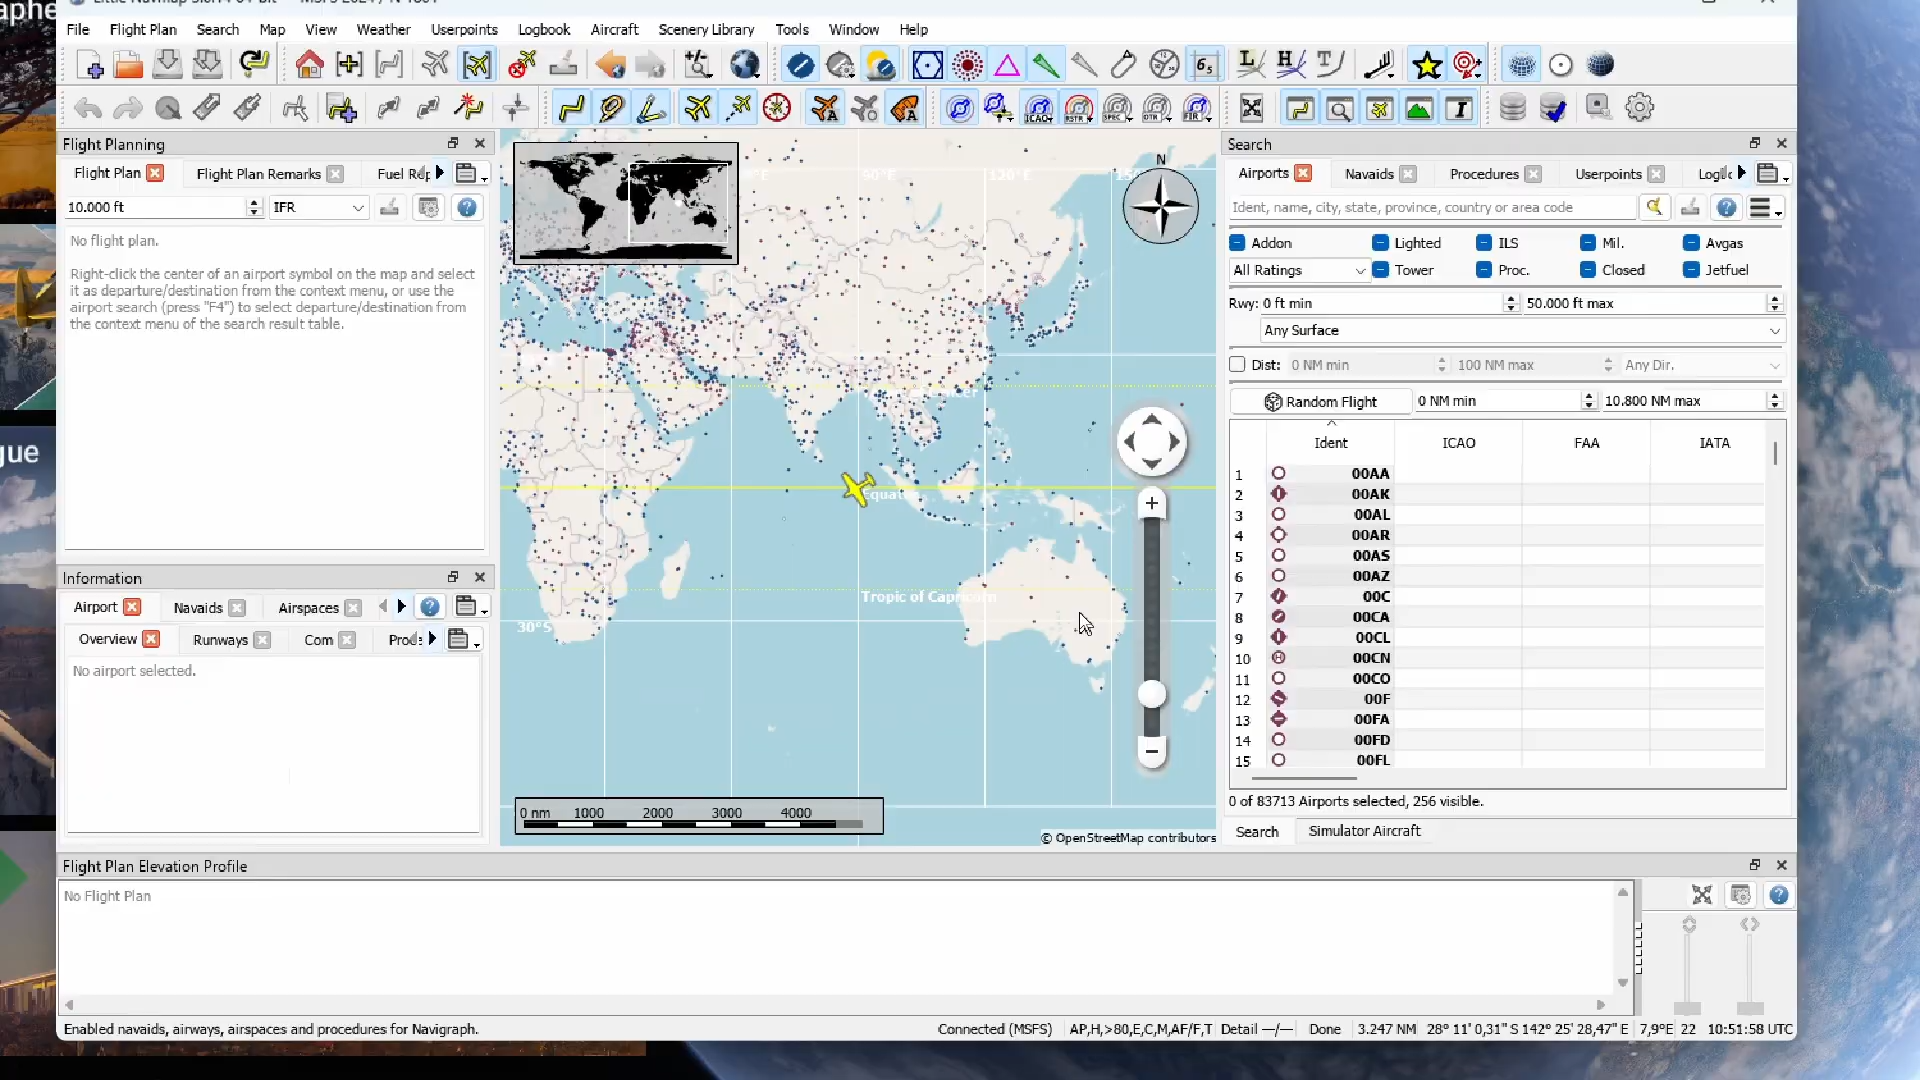 aphe
gue
File Flight Plan Search Map View Weather Userpoints Logbook Aircraft Scenery Library Tools Window Help
Flight Planning
Flight Plan Flight Plan Remarks Fuel Rep
10.000 ft IFR
No flight plan.
Right-click the center of an airport symbol on the map and select
it as departure/destination from the context menu, or use the
airport search (press "F4") to select departure/destination from
the context menu of the search result table.
Information
Airport Navaids Airspaces
Overview Runways Com
No airport selected.
N
90°E 120°E
Equator
Tropic of Capricorn
30°S
0 nm 1000 2000 3000 4000
© OpenStreetMap contributors
Search
Airports Navaids Procedures Userpoints
Ident, name, city, state, province, country or area code
Addon Lighted ILS Mil. Avgas
All Ratings Tower Proc. Closed Jetfuel
Rwy: 0 ft min 50.000 ft max
Any Surface
Dist: 0 NM min 100 NM max Any Dir.
Random Flight 0 NM min 10.800 NM max
Ident ICAO FAA IATA
1 00AA
2 00AK
3 00AL
4 00AR
5 00AS
6 00AZ
7 00C
8 00CA
9 00CL
10 00CN
11 00CO
12 00F
13 00FA
14 00FD
15 00FL
0 of 83713 Airports selected, 256 visible.
Search Simulator Aircraft
Flight Plan Elevation Profile
No Flight Plan
Enabled navaids, airways, airspaces and procedures for Navigraph. Connected (MSFS) AP,H,>80,E,C,M,AF/F,T Detail —/— Done 3.247 NM 28° 11' 0,31" S 142° 25' 28,47" E 7,9°E 22 10:51:58 UTC